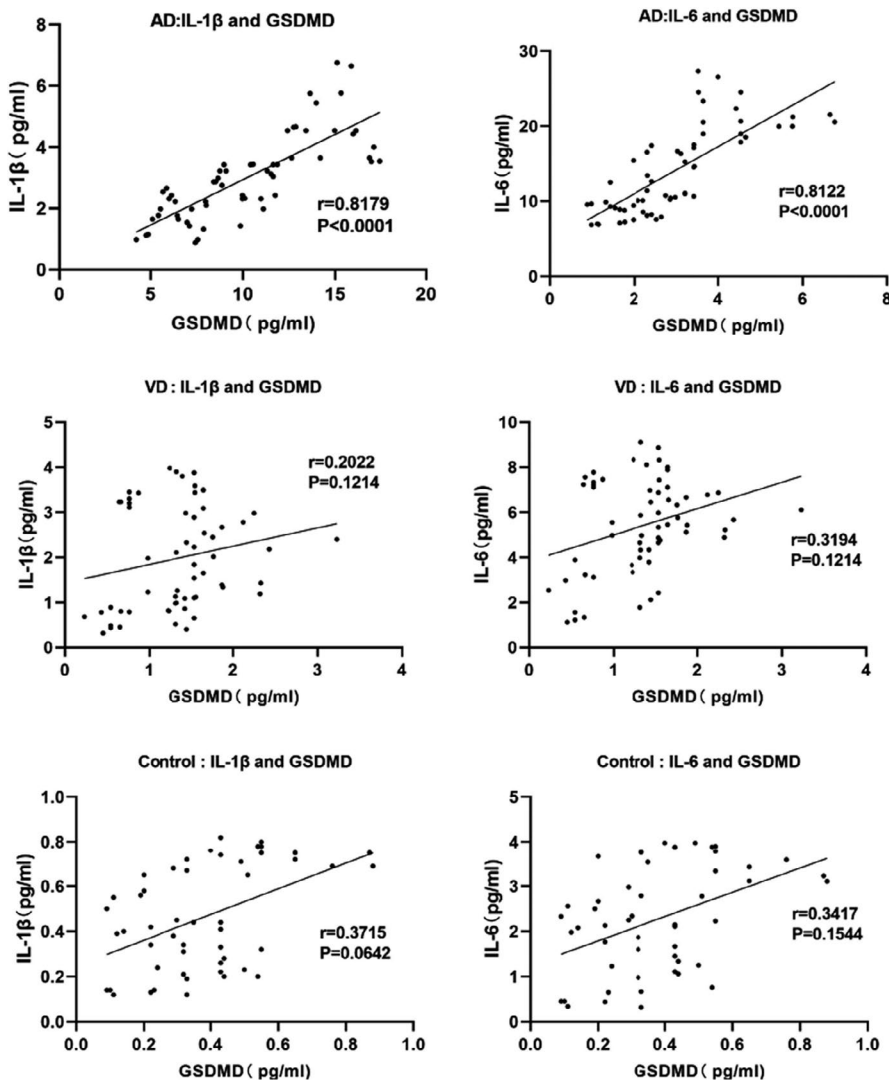 AD:IL-1β and GSDMD
IL-1β( pg/ml)
8
6
4
2
0
0 5 10 15 20
GSDMD( pg/ml)
r=0.8179
P<0.0001
AD:IL-6 and GSDMD
IL-6(pg/ml)
30
20
10
0
0 2 4 6 8
GSDMD( pg/ml)
r=0.8122
P<0.0001
VD : IL-1β and GSDMD
IL-1β(pg/ml)
5
4
3
2
1
0
0 1 2 3 4
GSDMD( pg/ml)
r=0.2022
P=0.1214
VD : IL-6 and GSDMD
IL-6(pg/ml)
10
8
6
4
2
0
0 1 2 3 4
GSDMD( pg/ml)
r=0.3194
P=0.1214
Control : IL-1β and GSDMD
IL-1β(pg/ml)
1.0
0.8
0.6
0.4
0.2
0.0
0.0 0.2 0.4 0.6 0.8 1.0
GSDMD( pg/ml)
r=0.3715
P=0.0642
Control : IL-6 and GSDMD
IL-6(pg/ml)
5
4
3
2
1
0
0.0 0.2 0.4 0.6 0.8 1.0
GSDMD( pg/ml)
r=0.3417
P=0.1544